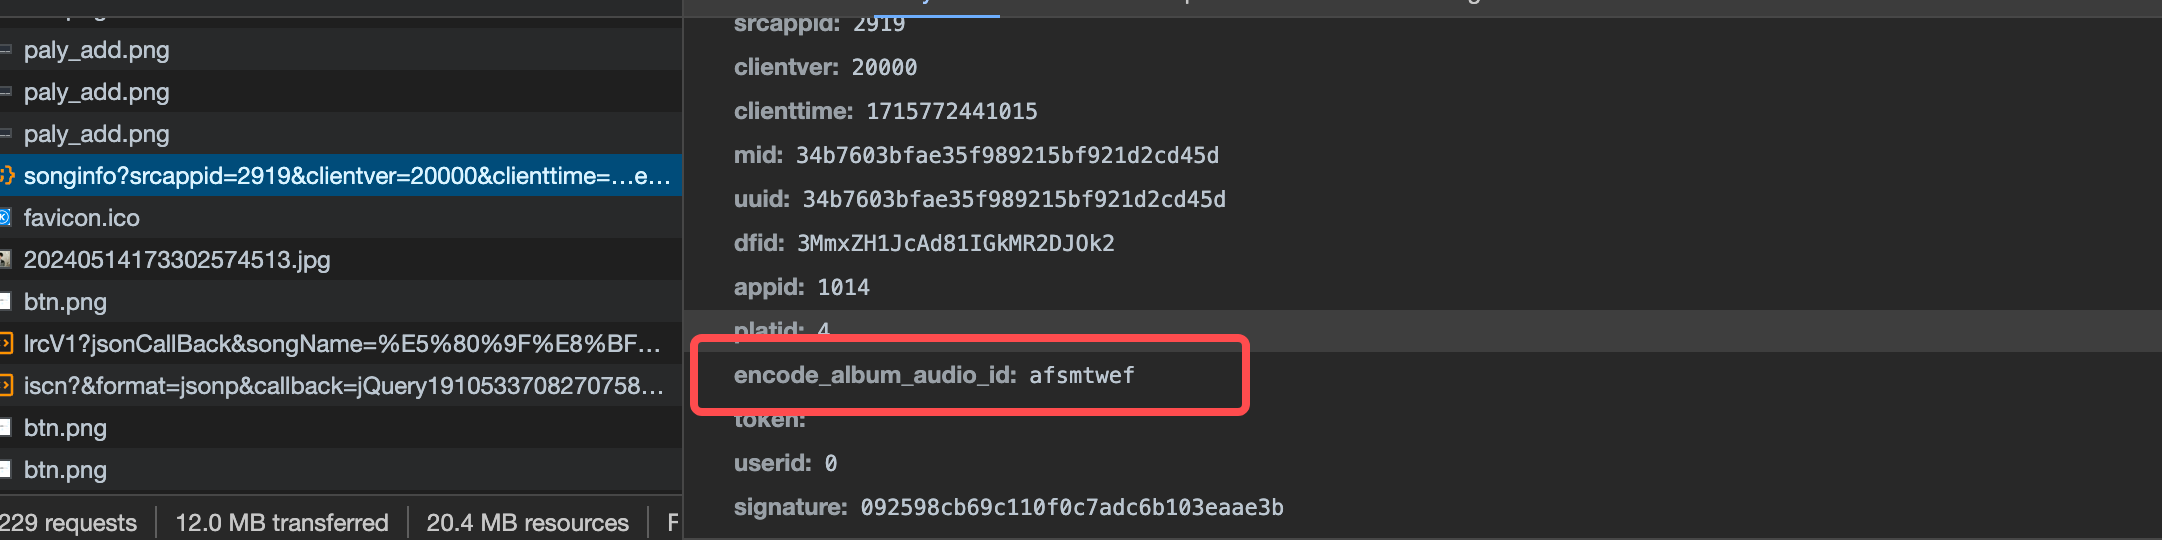 paly_add.png
paly_add.png
paly_add.png
songinfo?srcappid=2919&clientver=20000&clienttime=...e...
favicon.ico
20240514173302574513.jpg
btn.png
lrcV1?jsonCallBack&songName=%E5%80%9F%E8%BF...
iscn?&format=jsonp&callback=jQuery1910533708270758...
btn.png
btn.png
229 requests
12.0 MB transferred
20.4 MB resources
F
srcappid: 2919
clientver: 20000
clienttime: 1715772441015
mid: 34b7603bfae35f989215bf921d2cd45d
uuid: 34b7603bfae35f989215bf921d2cd45d
dfid: 3MmxZH1JcAd81IGkMR2DJOk2
appid: 1014
platid: 4
encode_album_audio_id: afsmtwef
token:
userid: 0
signature: 092598cb69c110f0c7adc6b103eaae3b